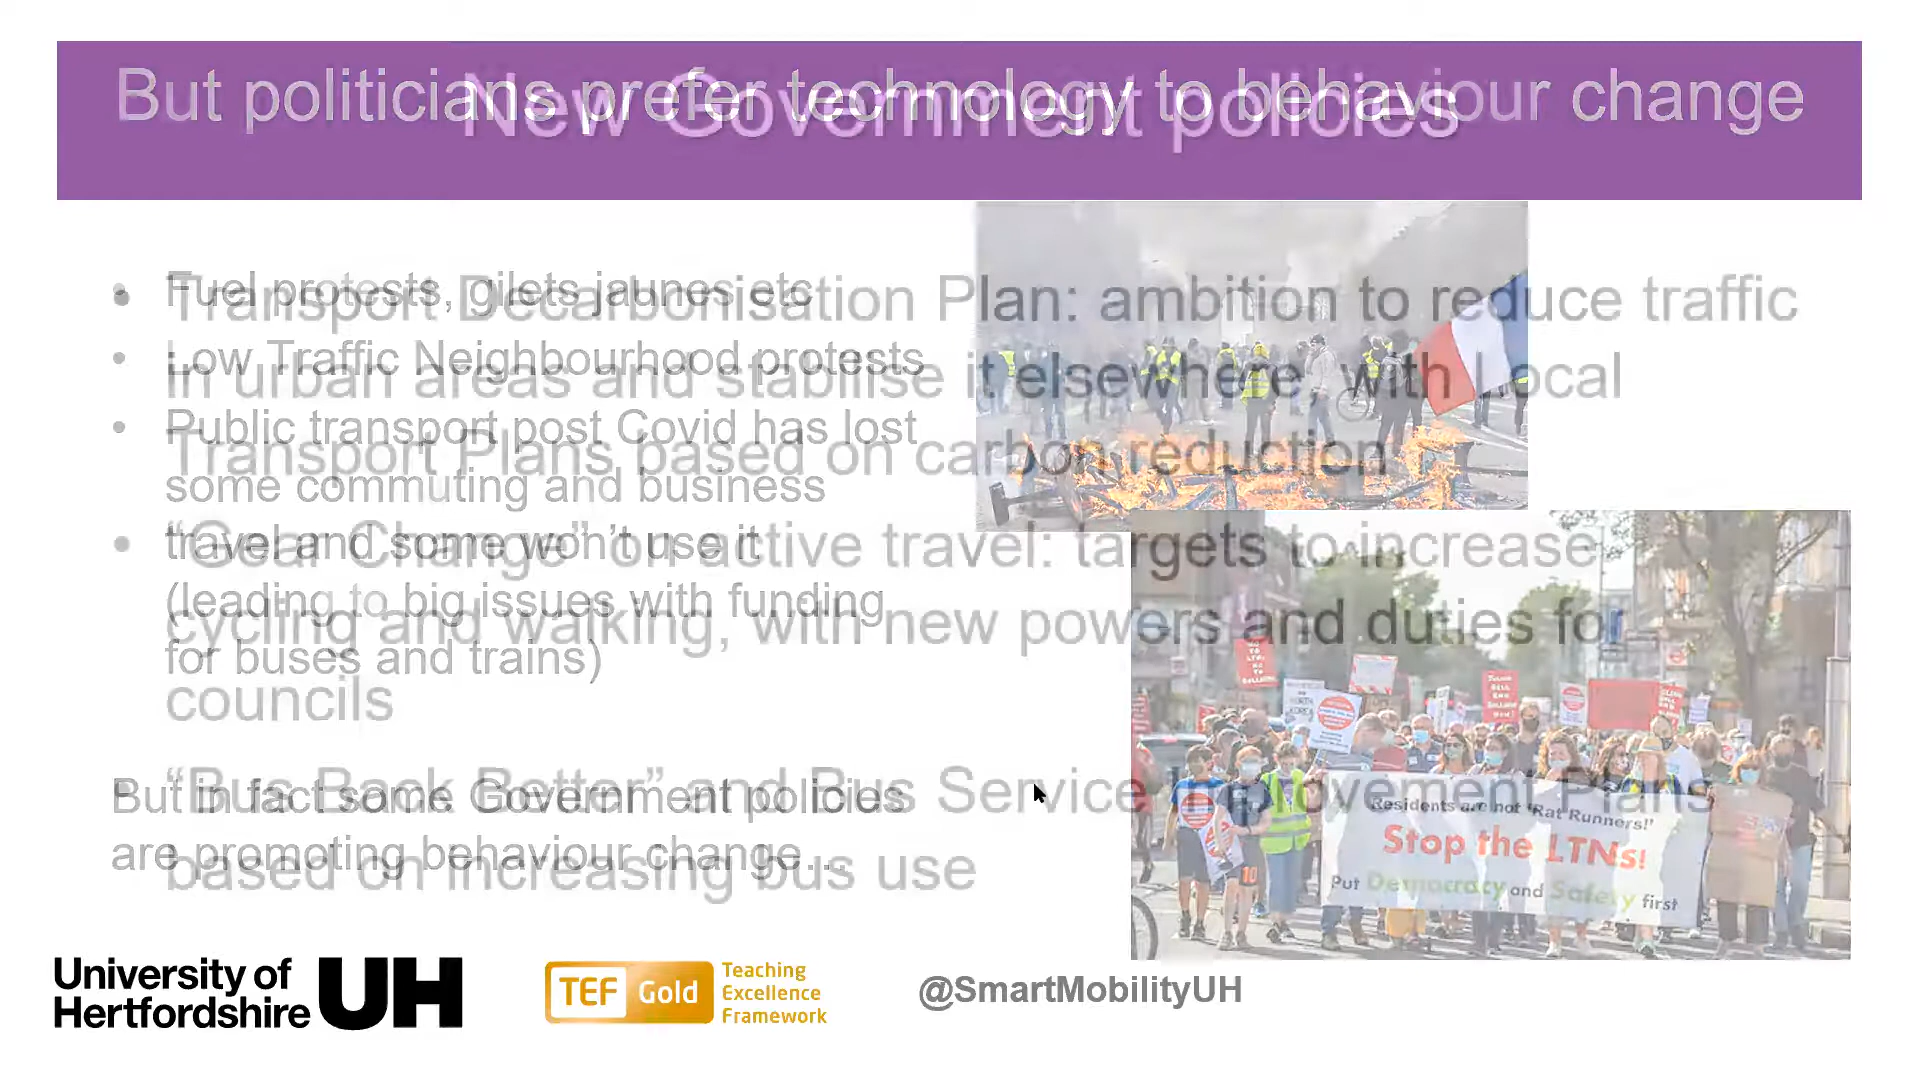 But politicians prefer technology to behaviour change
• Fuel protests, gilets jaunes etc
• Low Traffic Neighbourhood protests
• Public transport post Covid has lost
some commuting and business
travel and some won't use it
(leading to big issues with funding
for buses and trains)
But in fact some Government policies
are promoting behaviour change...
New Government policies
• Transport Decarbonisation Plan: ambition to reduce traffic
in urban areas and stabilise it elsewhere, with Local
Transport Plans based on carbon reduction
• “Gear Change” on active travel: targets to increase
cycling and walking, with new powers and duties for
councils
• “Bus Back Better” and Bus Service Improvement Plans
based on increasing bus use
Residents are not 'Rat Runners!'
Stop the LTNs!
Put Democracy and Safety first
University of
Hertfordshire UH
TEF Gold
Teaching
Excellence
Framework
@SmartMobilityUH